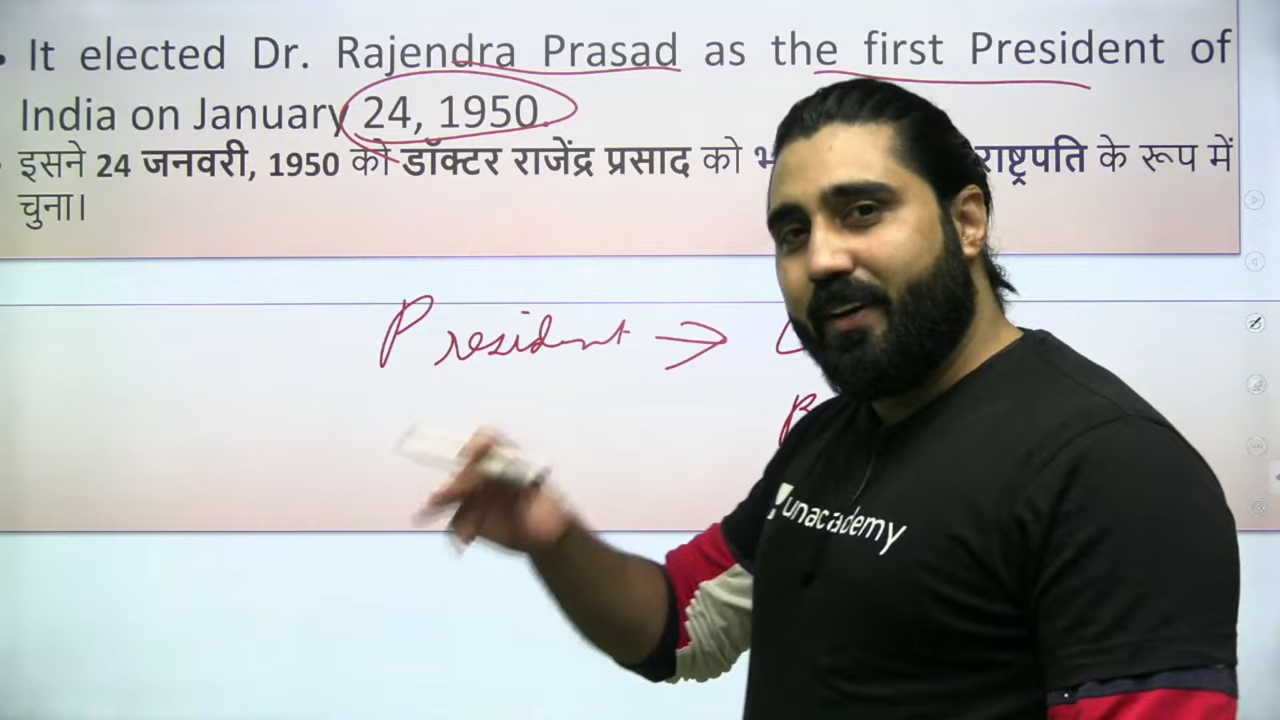 • It elected Dr. Rajendra Prasad as the first President of
India on January 24, 1950.
इसने 24 जनवरी, 1950 को डॉक्टर राजेंद्र प्रसाद को राष्ट्रपति के रूप में
चुना।
President →
unacademy